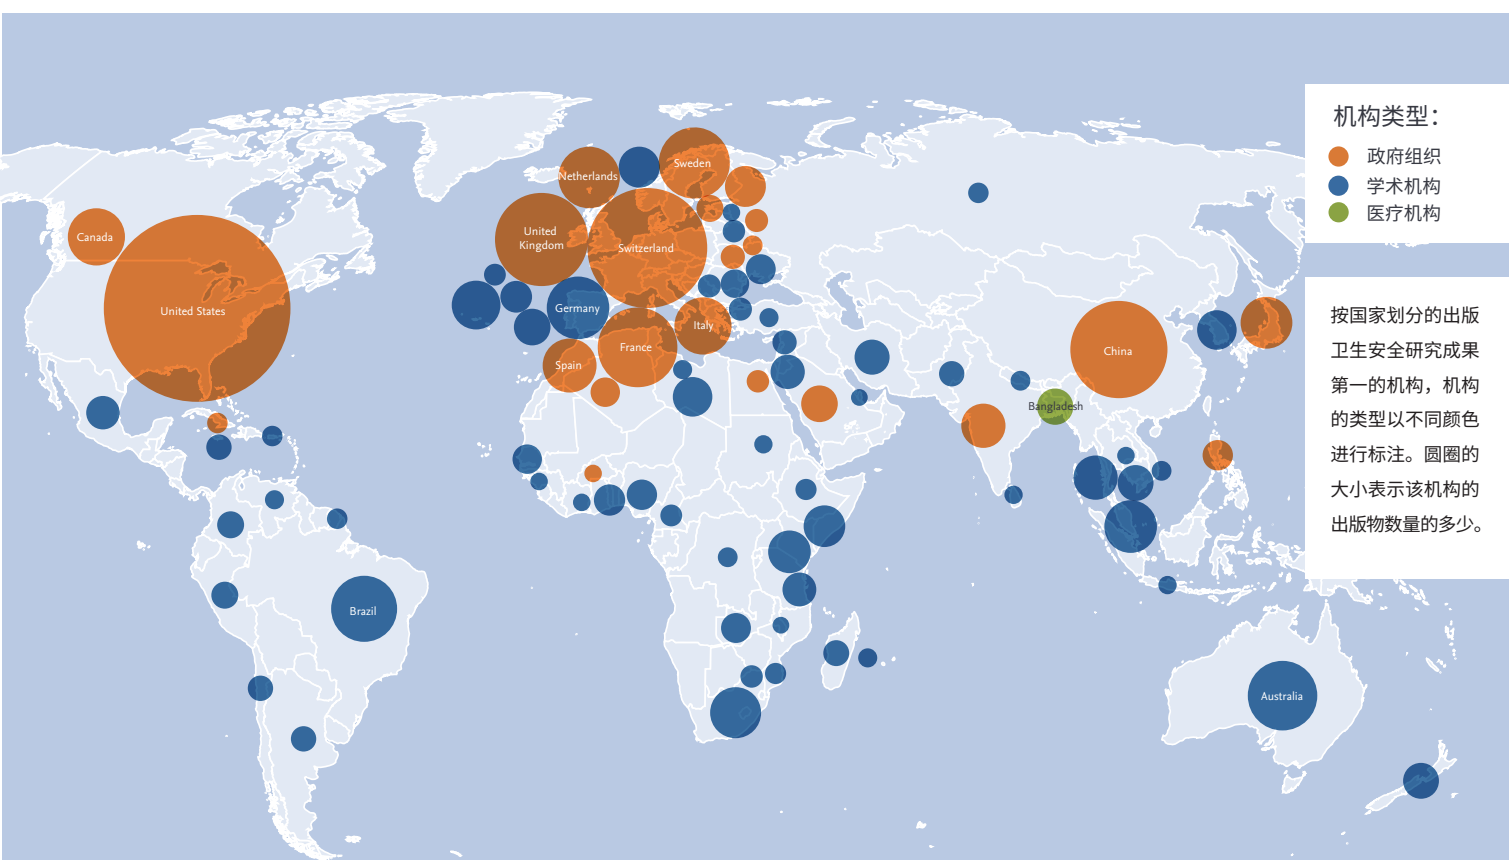 机构类型：
政府组织
学术机构
医疗机构
按国家划分的出版
卫生安全研究成果
第一的机构，机构
的类型以不同颜色
进行标注。圆圈的
大小表示该机构的
出版物数量的多少。
Sweden
Netherlands
Canada
United
Kingdom
Switzerland
United States
Germany
Italy
France
Spain
China
Bangladesh
Brazil
Australia